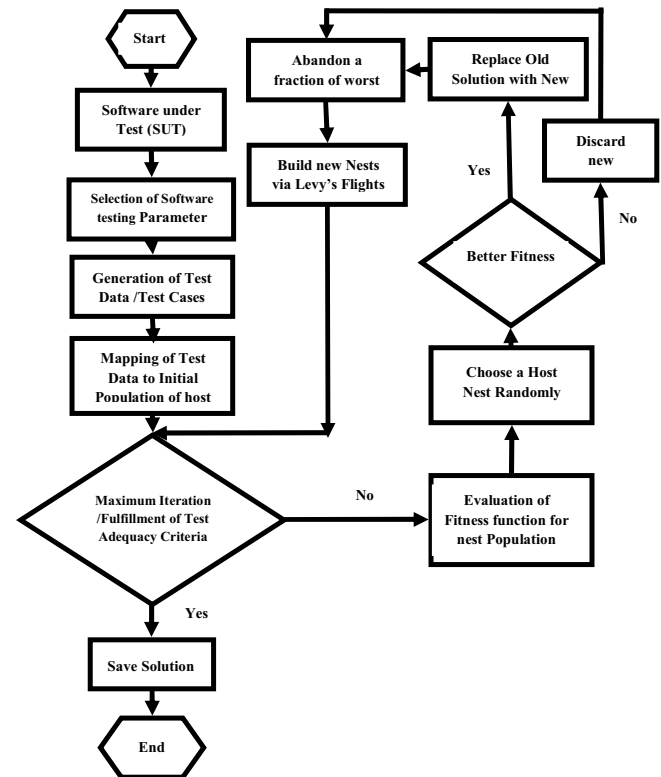 Start
Software under
Test (SUT)
Selection of Software
testing Parameter
Generation of Test
Data /Test Cases
Mapping of Test
Data to Initial
Population of host
Maximum Iteration
/Fulfillment of Test
Adequacy Criteria
Yes
Save Solution
End
No
Evaluation of
Fitness function for
nest Population
Choose a Host
Nest Randomly
Better Fitness
Yes
No
Replace Old
Solution with New
Discard
new
Abandon a
fraction of worst
Build new Nests
via Levy's Flights